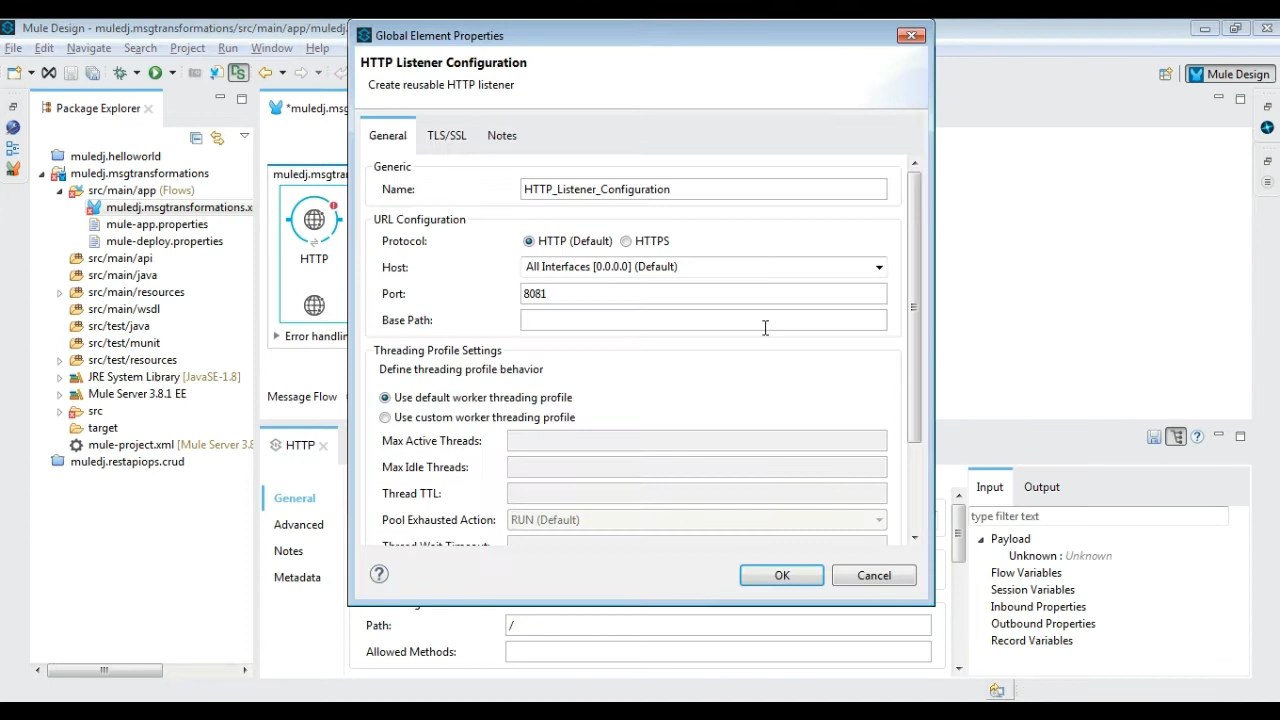 Mule Design - muledj.msgtransformations/src/main/app/muledj.
File Edit Navigate Search Project Run Window Help
Mule Design
Package Explorer
muledj.helloworld
muledj.msgtransformations
src/main/app (Flows)
muledj.msgtransformations.x
mule-app.properties
mule-deploy.properties
src/main/api
src/main/java
src/main/resources
src/main/wsdl
src/test/java
src/test/munit
src/test/resources
JRE System Library [JavaSE-1.8]
Mule Server 3.8.1 EE
src
target
mule-project.xml [Mule Server 3.8
muledj.restapiops.crud
*muledj.msg
muledj.msgtra
HTTP
Error handlin
Message Flow
Global Element Properties
HTTP Listener Configuration
Create reusable HTTP listener
General TLS/SSL Notes
Generic
Name: HTTP_Listener_Configuration
URL Configuration
Protocol: HTTP (Default) HTTPS
Host: All Interfaces [0.0.0.0] (Default)
Port: 8081
Base Path:
Threading Profile Settings
Define threading profile behavior
Use default worker threading profile
Use custom worker threading profile
Max Active Threads:
Max Idle Threads:
Thread TTL:
Pool Exhausted Action: RUN (Default)
Thread Wait Timeout:
OK Cancel
HTTP
General
Advanced
Notes
Metadata
Path: /
Allowed Methods:
Input Output
type filter text
Payload
Unknown : Unknown
Flow Variables
Session Variables
Inbound Properties
Outbound Properties
Record Variables